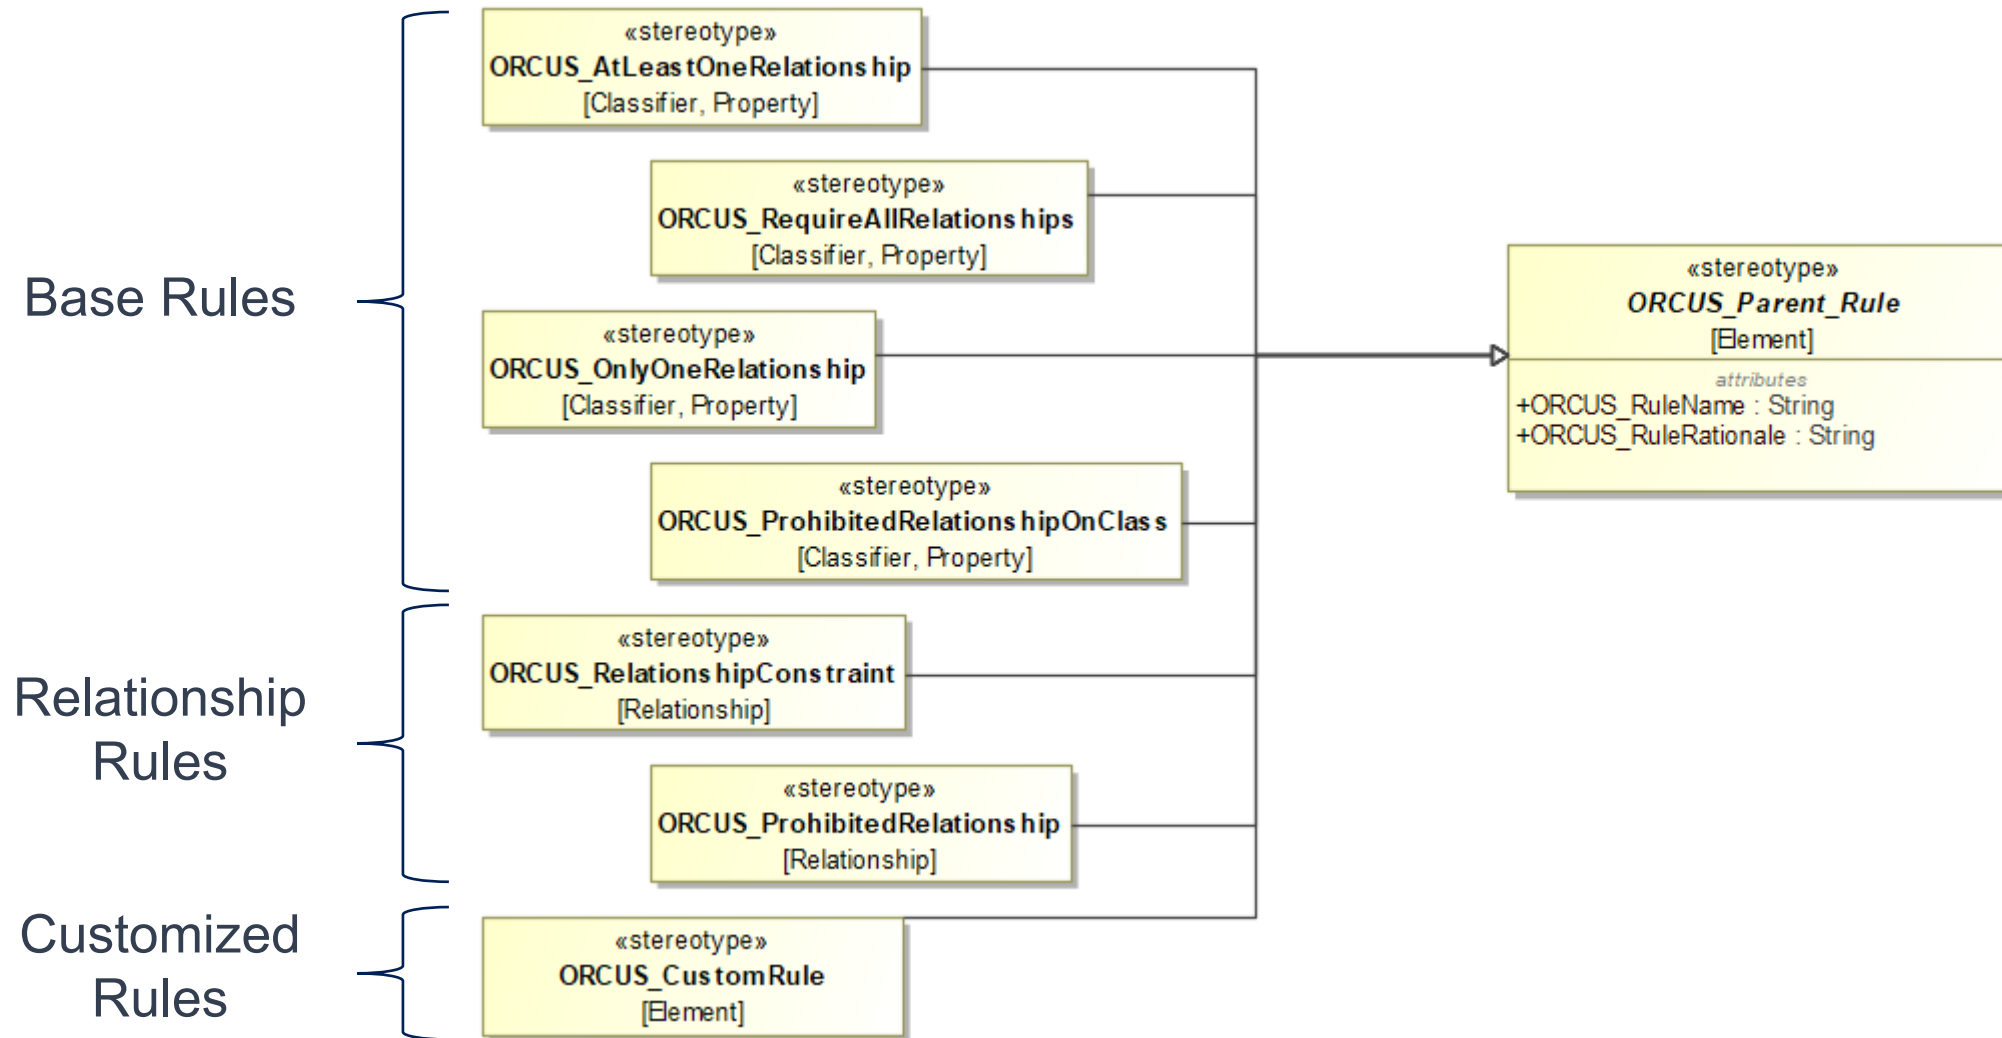 Base Rules
«stereotype»
ORCUS_AtLeastOneRelationship
[Classifier, Property]
«stereotype»
ORCUS_RequireAllRelationships
[Classifier, Property]
«stereotype»
ORCUS_OnlyOneRelationship
[Classifier, Property]
«stereotype»
ORCUS_ProhibitedRelationshipOnClass
[Classifier, Property]
Relationship
Rules
«stereotype»
ORCUS_RelationshipConstraint
[Relationship]
«stereotype»
ORCUS_ProhibitedRelationship
[Relationship]
Customized
Rules
«stereotype»
ORCUS_CustomRule
[Element]
«stereotype»
ORCUS_Parent_Rule
[Element]
attributes
+ORCUS_RuleName : String
+ORCUS_RuleRationale : String